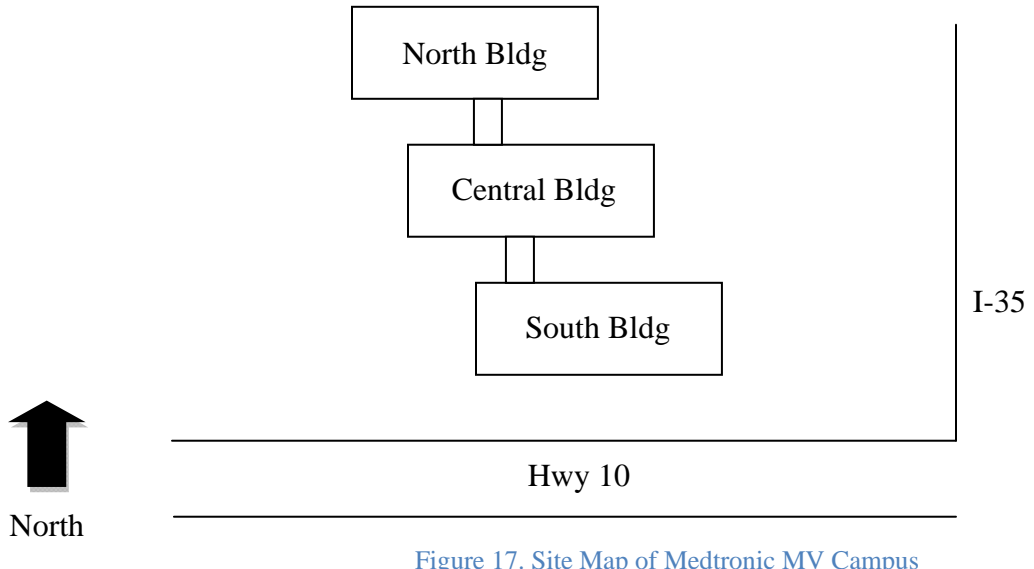 North Bldg
Central Bldg
South Bldg
I-35
Hwy 10
North
Figure 17. Site Map of Medtronic MV Campus